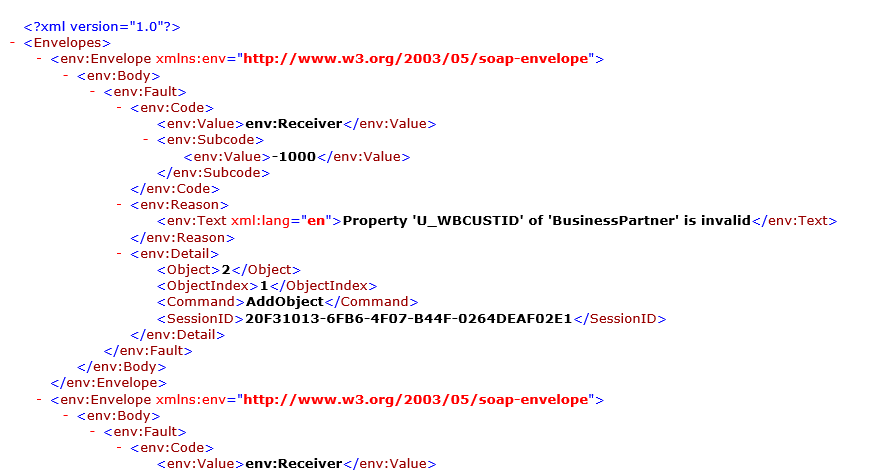 <?xml version="1.0"?>
- <Envelopes>
- <env:Envelope xmlns:env="http://www.w3.org/2003/05/soap-envelope">
- <env:Body>
- <env:Fault>
- <env:Code>
<env:Value>env:Receiver</env:Value>
- <env:Subcode>
<env:Value>-1000</env:Value>
</env:Subcode>
</env:Code>
- <env:Reason>
<env:Text xml:lang="en">Property 'U_WBCUSTID' of 'BusinessPartner' is invalid</env:Text>
</env:Reason>
- <env:Detail>
<Object>2</Object>
<ObjectIndex>1</ObjectIndex>
<Command>AddObject</Command>
<SessionID>20F31013-6FB6-4F07-B44F-0264DEAF02E1</SessionID>
</env:Detail>
</env:Fault>
</env:Body>
</env:Envelope>
- <env:Envelope xmlns:env="http://www.w3.org/2003/05/soap-envelope">
- <env:Body>
- <env:Fault>
- <env:Code>
<env:Value>env:Receiver</env:Value>